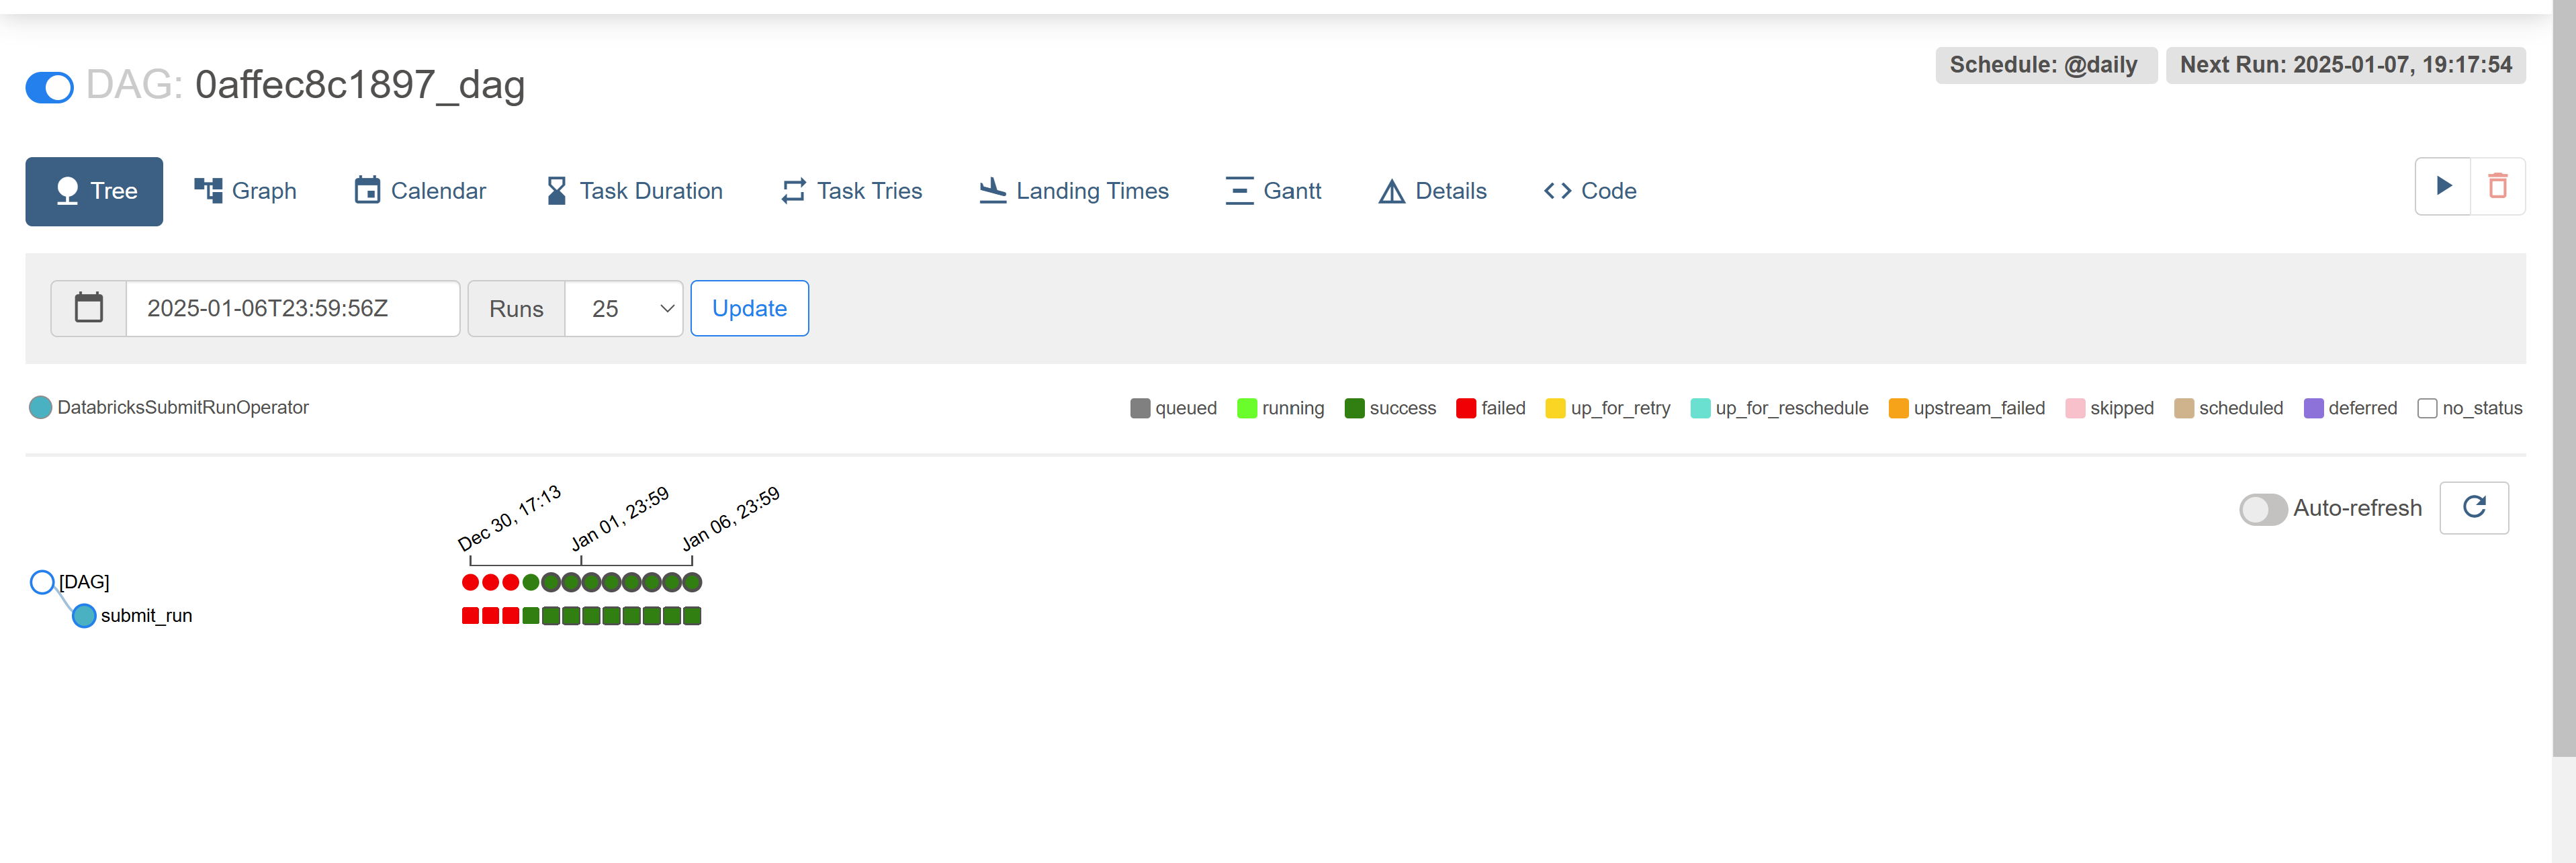 DAG: 0affec8c1897_dag
Schedule: @daily
Next Run: 2025-01-07, 19:17:54
Tree
Graph
Calendar
Task Duration
Task Tries
Landing Times
Gantt
Details
Code
2025-01-06T23:59:56Z
Runs
25
Update
DatabricksSubmitRunOperator
queued
running
success
failed
up_for_retry
up_for_reschedule
upstream_failed
skipped
scheduled
deferred
no_status
Dec 30, 17:13
Jan 01, 23:59
Jan 06, 23:59
Auto-refresh
[DAG]
submit_run